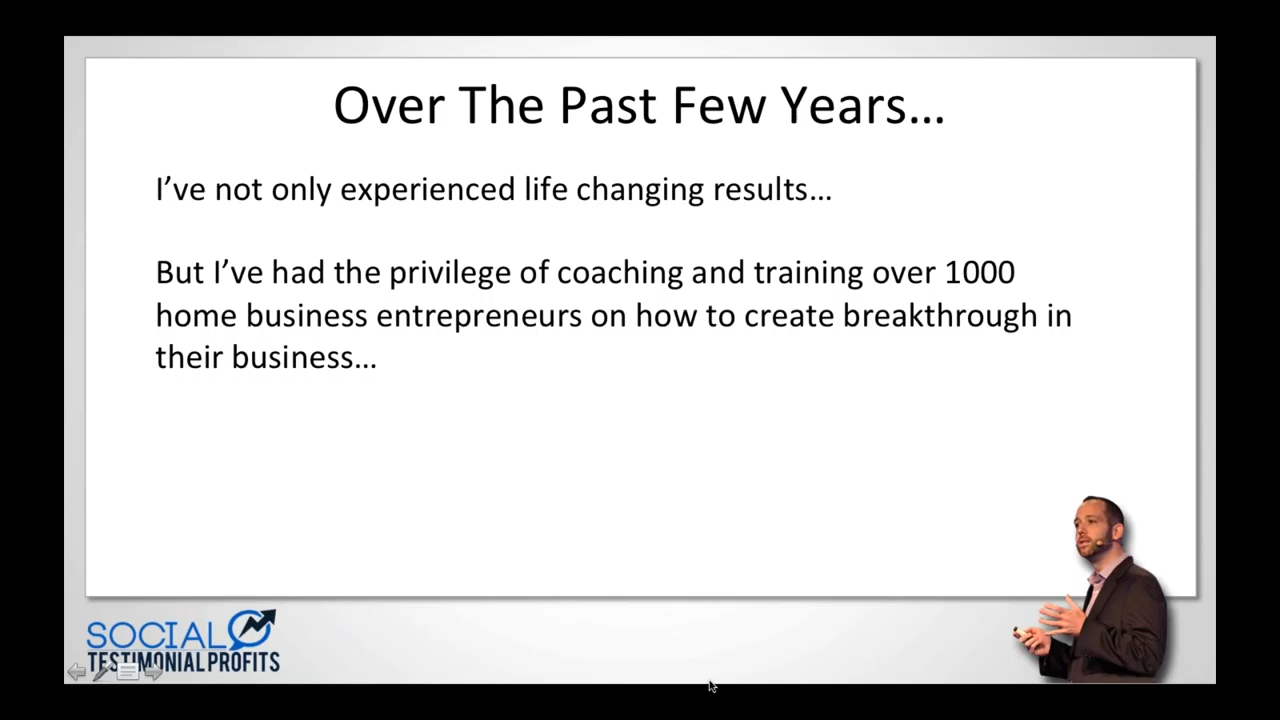 Over The Past Few Years…
I’ve not only experienced life changing results…
But I’ve had the privilege of coaching and training over 1000
home business entrepreneurs on how to create breakthrough in
their business…
SOCIAL
TESTIMONIAL PROFITS